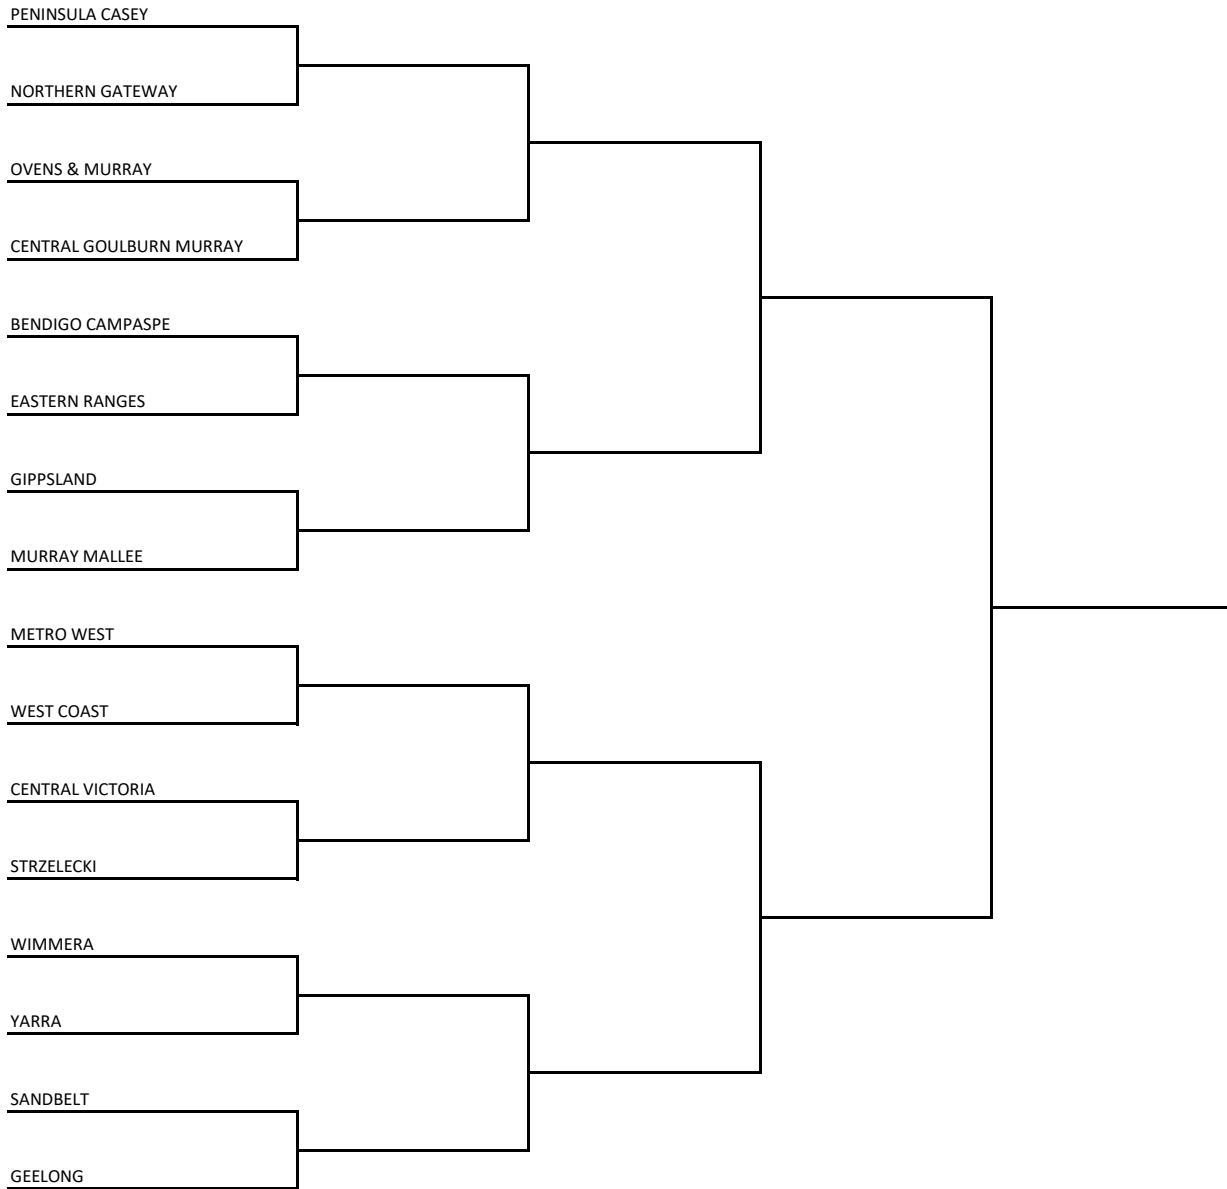 PENINSULA CASEY
NORTHERN GATEWAY
OVENS & MURRAY
CENTRAL GOULBURN MURRAY
BENDIGO CAMPASPE
EASTERN RANGES
GIPPSLAND
MURRAY MALLEE
METRO WEST
WEST COAST
CENTRAL VICTORIA
STRZELECKI
WIMMERA
YARRA
SANDBELT
GEELONG